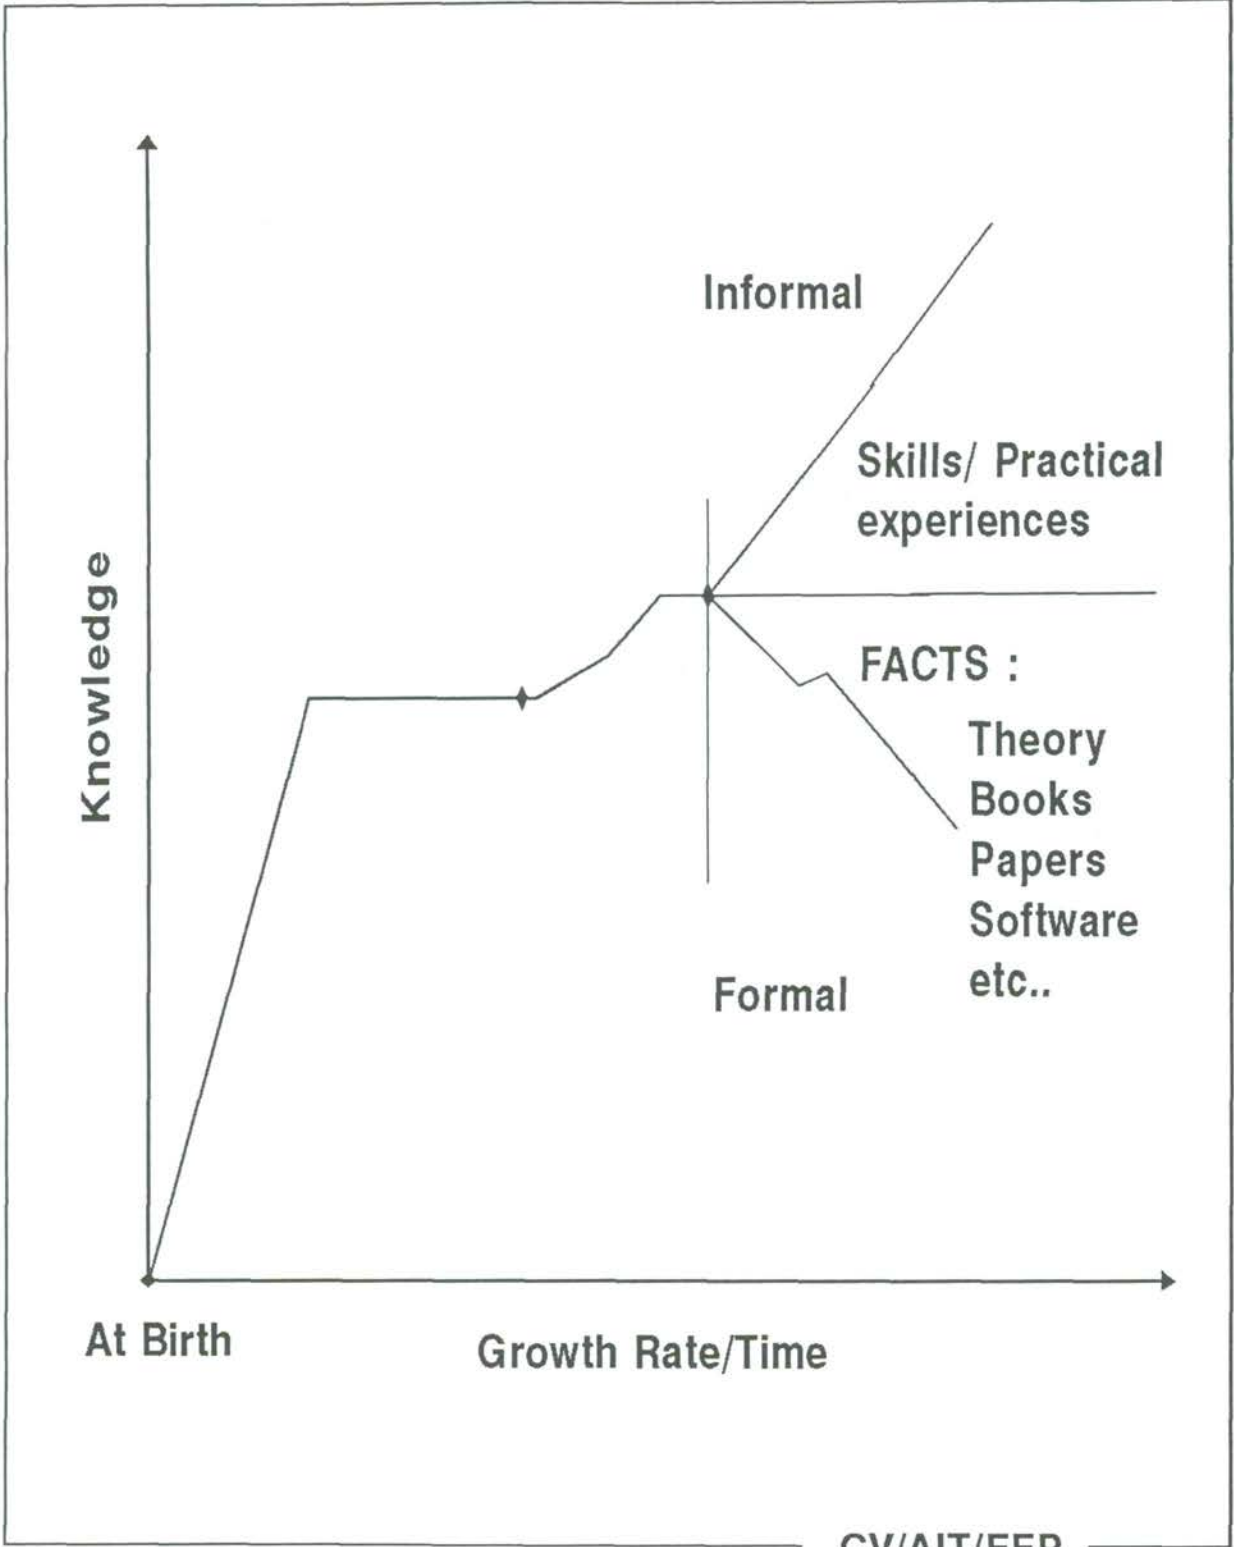 Informal
Skills/ Practical
experiences
Knowledge
FACTS :
Theory
Books
Papers
Software
etc..
Formal
At Birth
Growth Rate/Time